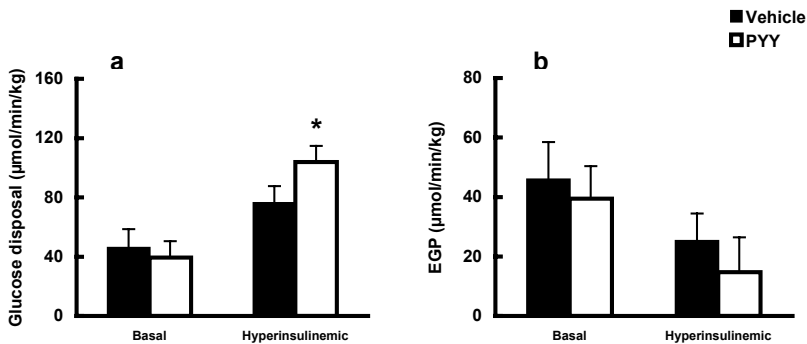 Vehicle
PYY
a
Glucose disposal (µmol/min/kg)
160
120
80
40
0
*
Basal
Hyperinsulinemic
b
EGP (µmol/min/kg)
80
60
40
20
0
Basal
Hyperinsulinemic